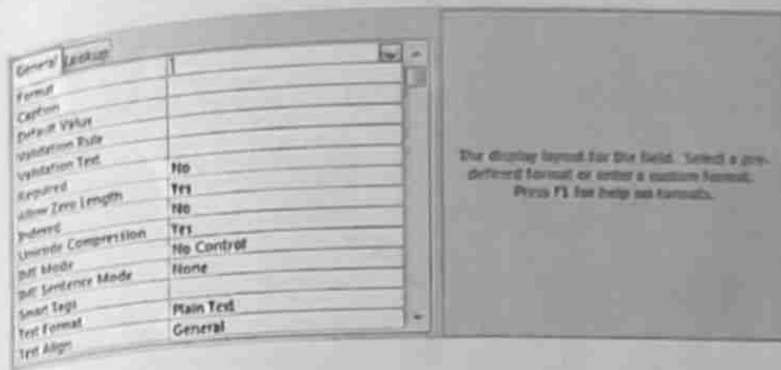 General Lookup
Format
Caption
Default Value
Validation Rule
Validation Text
Required No
Allow Zero Length Yes
Indexed No
Unicode Compression Yes
IME Mode No Control
IME Sentence Mode None
Smart Tags
Text Format Plain Text
Text Align General
The display layout for the field. Select a pre-
defined format or enter a custom format.
Press F1 for help on formats.